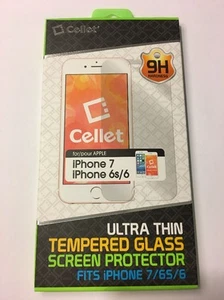 Cellet
9H
Cellet
for/pour APPLE
iPhone 7
iPhone 6s/6
ULTRA THIN
TEMPERED GLASS
SCREEN PROTECTOR
FITS iPHONE 7/6S/6